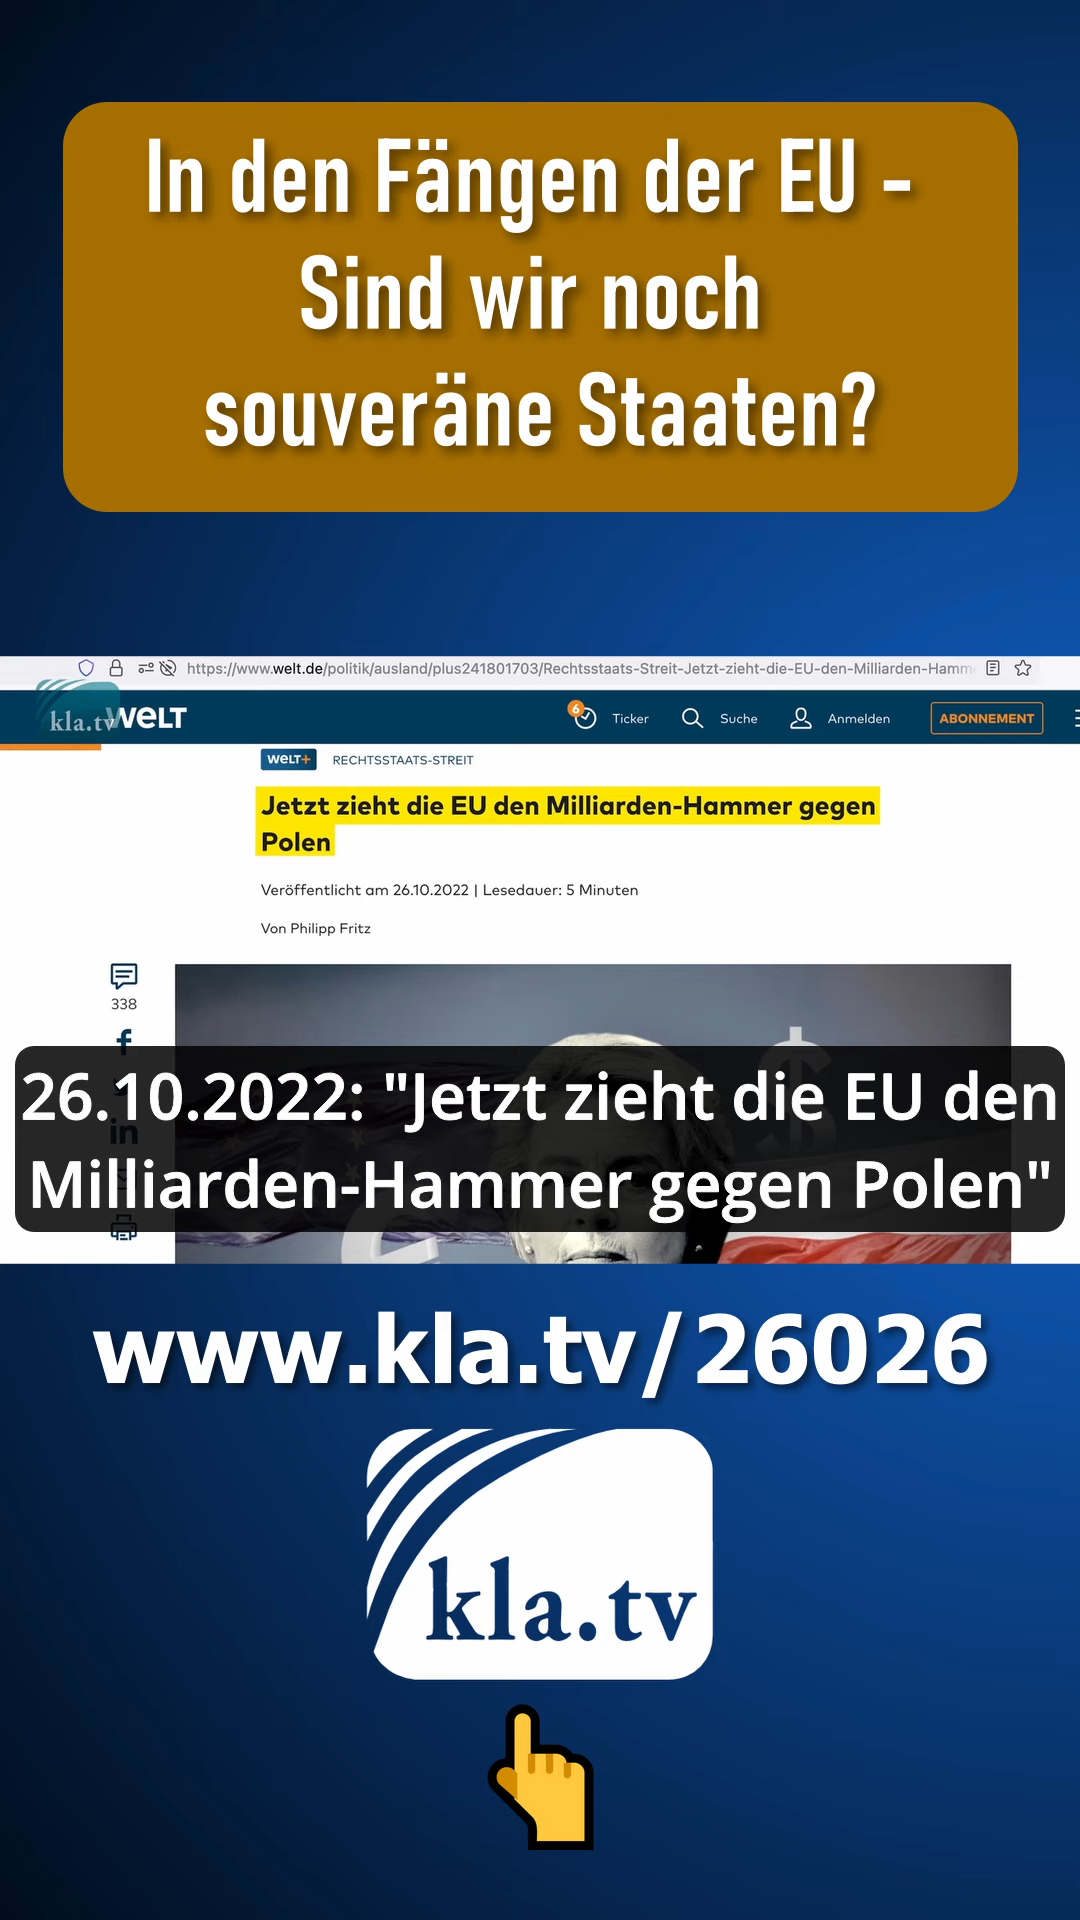 In den Fängen der EU -
Sind wir noch
souveräne Staaten?
https://www.welt.de/politik/ausland/plus241801703/Rechtsstaats-Streit-Jetzt-zieht-die-EU-den-Milliarden-Hamm
kla.tv
WELT
6
Ticker
Suche
Anmelden
ABONNEMENT
WELT+ RECHTSSTAATS-STREIT
Jetzt zieht die EU den Milliarden-Hammer gegen
Polen
Veröffentlicht am 26.10.2022 | Lesedauer: 5 Minuten
Von Philipp Fritz
338
26.10.2022: "Jetzt zieht die EU den
Milliarden-Hammer gegen Polen"
www.kla.tv/26026
kla.tv